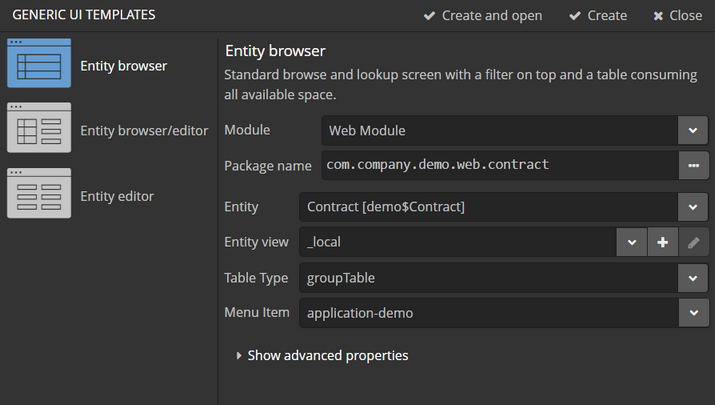 GENERIC UI TEMPLATES
Create and open
Create
Close
Entity browser
Entity browser/editor
Entity editor
Entity browser
Standard browse and lookup screen with a filter on top and a table consuming
all available space.
Module
Web Module
Package name
com.company.demo.web.contract
Entity
Contract [demo$Contract]
Entity view
_local
Table Type
groupTable
Menu Item
application-demo
Show advanced properties